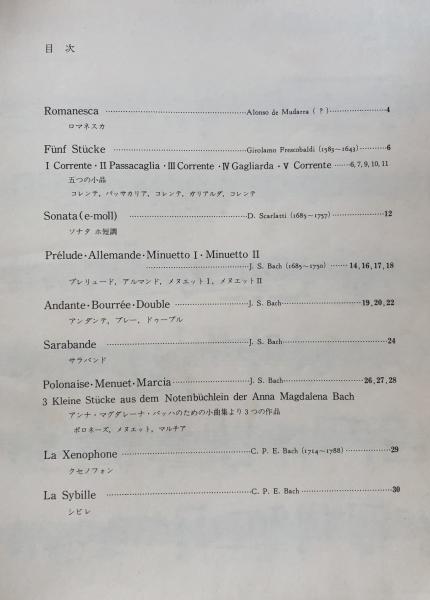 目 次
Romanesca ……Alonso de Mudarra ( ? )……4
ロマネスカ
Fünf Stücke ……Girolamo Frescobaldi (1583~1643)……6
I Corrente・II Passacaglia・III Corrente・IV Gagliarda・V Corrente ……6, 7, 9, 10, 11
五つの小品
コレンテ, パッサカリア, コレンテ, ガリアルダ, コレンテ
Sonata(e-moll) ……D. Scarlatti (1685~1757)……12
ソナタ ホ短調
Prélude・Allemande・Minuetto I・Minuetto II
……J. S. Bach (1685~1750) ……14, 16, 17, 18
プレリュード, アルマンド, メヌエットI, メヌエットII
Andante・Bourrée・Double ……J. S. Bach……19, 20, 22
アンダンテ, ブレー, ドゥーブル
Sarabande ……J. S. Bach……24
サラバンド
Polonaise・Menuet・Marcia……J. S. Bach……26, 27, 28
3 Kleine Stücke aus dem Notenbüchlein der Anna Magdalena Bach
アンナ・マグダレーナ・バッハのための小曲集より3つの作品
ポロネーズ, メヌエット, マルチア
La Xenophone ……C. P. E. Bach (1714~1788)……29
クセノフォン
La Sybille ……C. P. E. Bach ……30
シビレ